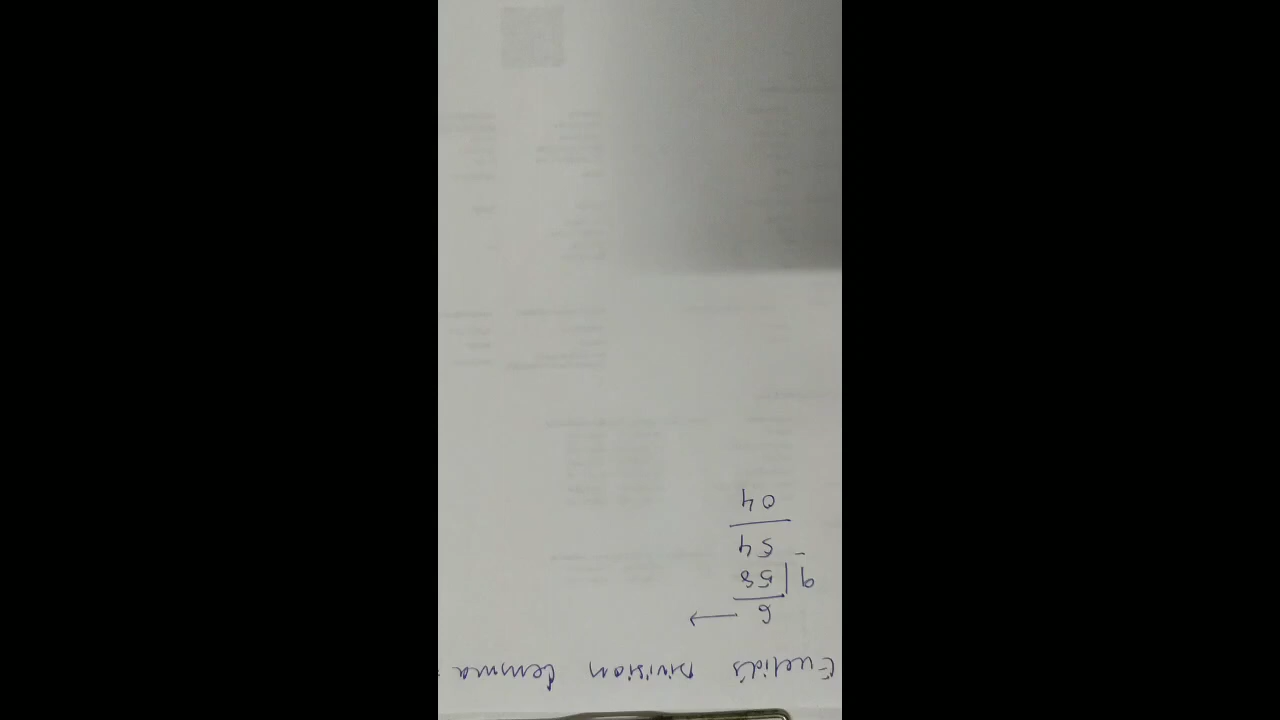 Euclid's Division Lemma :
6 →
9 | 58
- 54
04